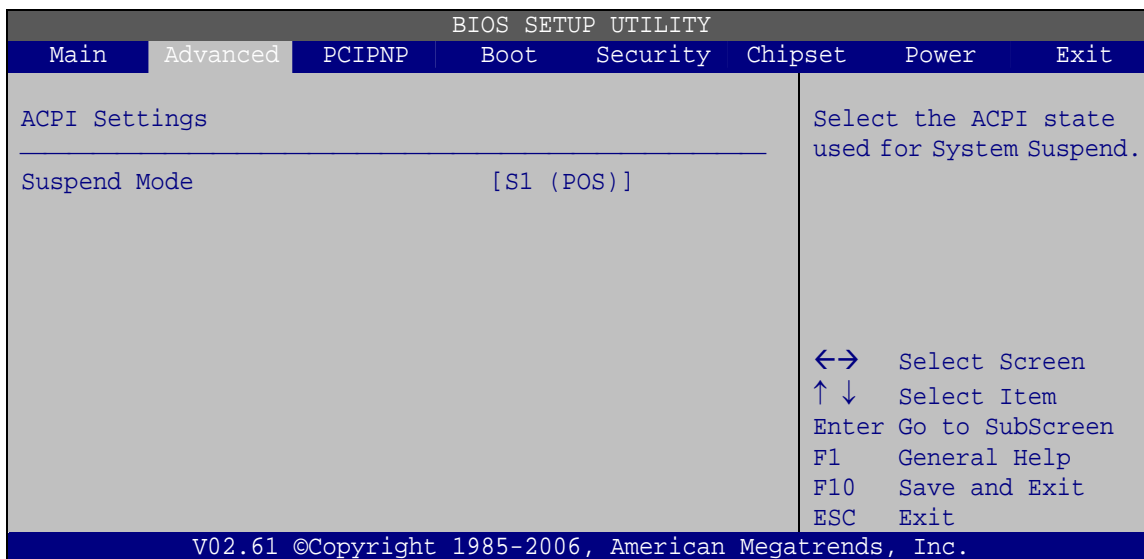 BIOS SETUP UTILITY
Main Advanced PCIPNP Boot Security Chipset Power Exit
ACPI Settings
Suspend Mode [S1 (POS)]
Select the ACPI state
used for System Suspend.
←→ Select Screen
↑ ↓ Select Item
Enter Go to SubScreen
F1 General Help
F10 Save and Exit
ESC Exit
V02.61 ©Copyright 1985-2006, American Megatrends, Inc.